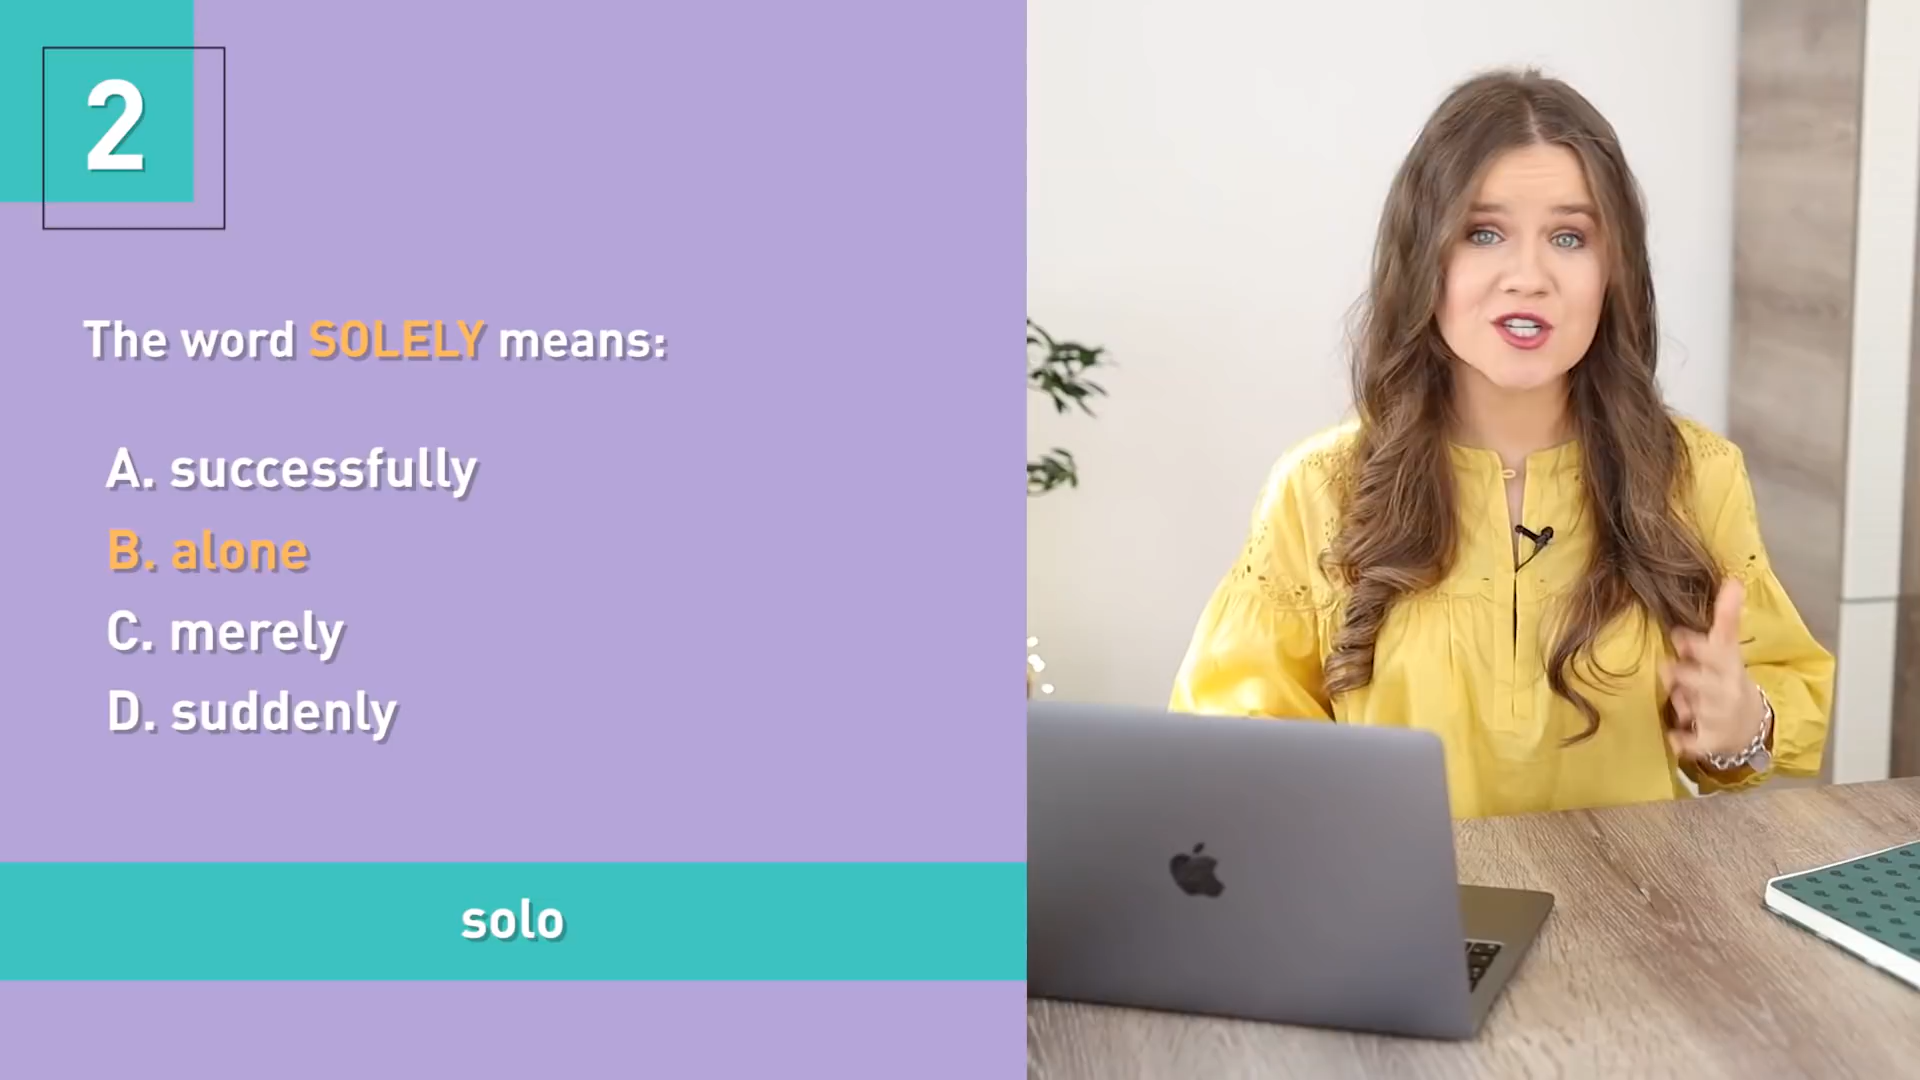 2
The word SOLELY means:
A. successfully
B. alone
C. merely
D. suddenly
solo